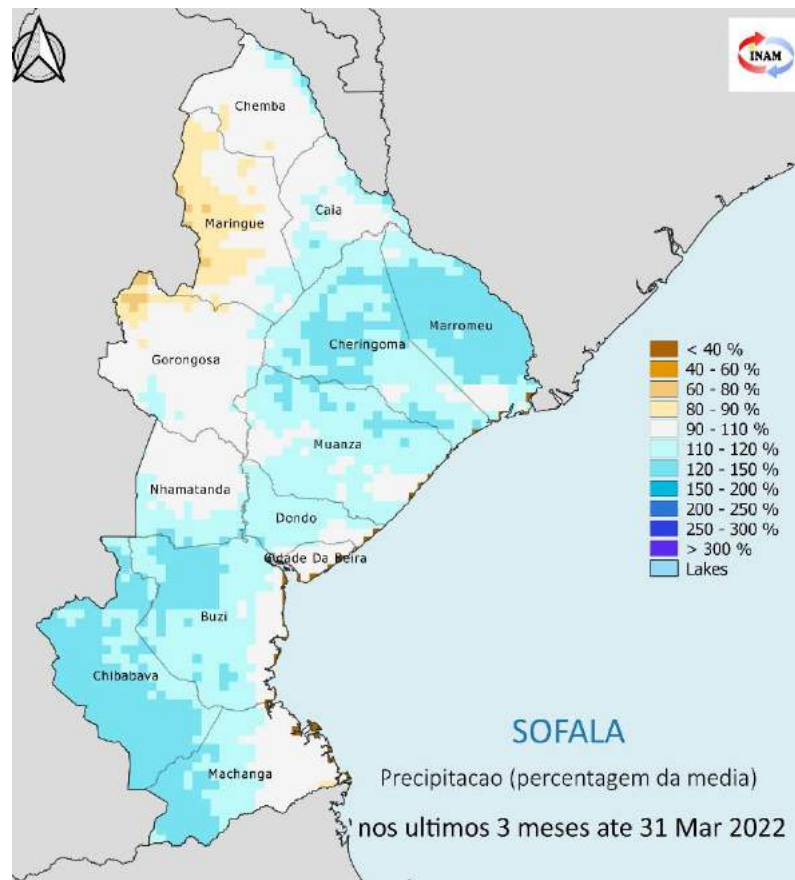 INAM
Chemba
Caia
Maringue
Marromeu
Cheringoma
Gorongosa
Muanza
Nhamatanda
Dondo
Cidade Da Beira
Buzi
Chibabava
Machanga
< 40 %
40 - 60 %
60 - 80 %
80 - 90 %
90 - 110 %
110 - 120 %
120 - 150 %
150 - 200 %
200 - 250 %
250 - 300 %
> 300 %
Lakes
SOFALA
Precipitacao (percentagem da media)
nos ultimos 3 meses ate 31 Mar 2022